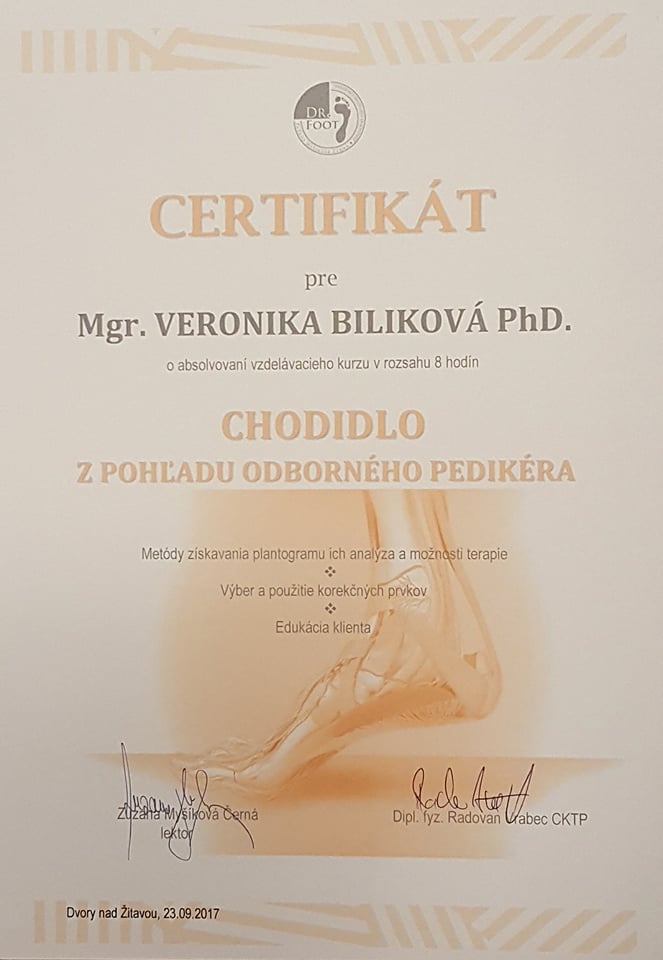 DR.
FOOT
CERTIFIKÁT
pre
Mgr. VERONIKA BILIKOVÁ PhD.
o absolvovaní vzdelávacieho kurzu v rozsahu 8 hodín
CHODIDLO
Z POHĽADU ODBORNÉHO PEDIKÉRA
Metódy získavania plantogramu ich analýza a možnosti terapie
Výber a použitie korekčných prvkov
Edukácia klienta
Zuzana Myšíková Černá
lektor
Dipl. fyz. Radovan Vrabec CKTP
Dvory nad Žitavou, 23.09.2017